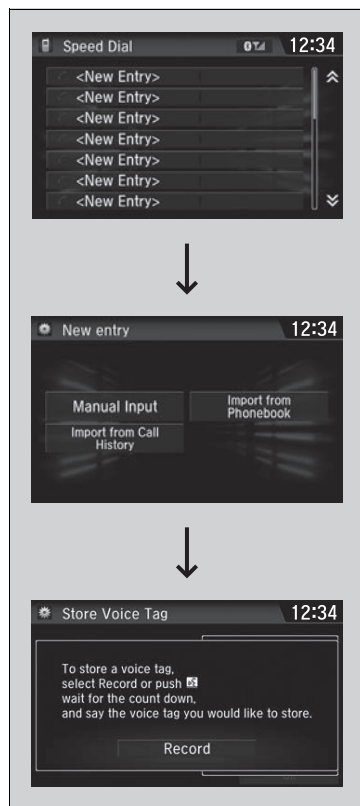 Speed Dial 12:34
<New Entry>
<New Entry>
<New Entry>
<New Entry>
<New Entry>
<New Entry>
<New Entry>
New entry 12:34
Manual Input
Import from
Phonebook
Import from Call
History
Store Voice Tag 12:34
To store a voice tag,
select Record or push
wait for the count down,
and say the voice tag you would like to store.
Record